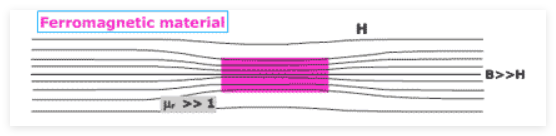 Ferromagnetic material
H
B>>H
μr >> 1